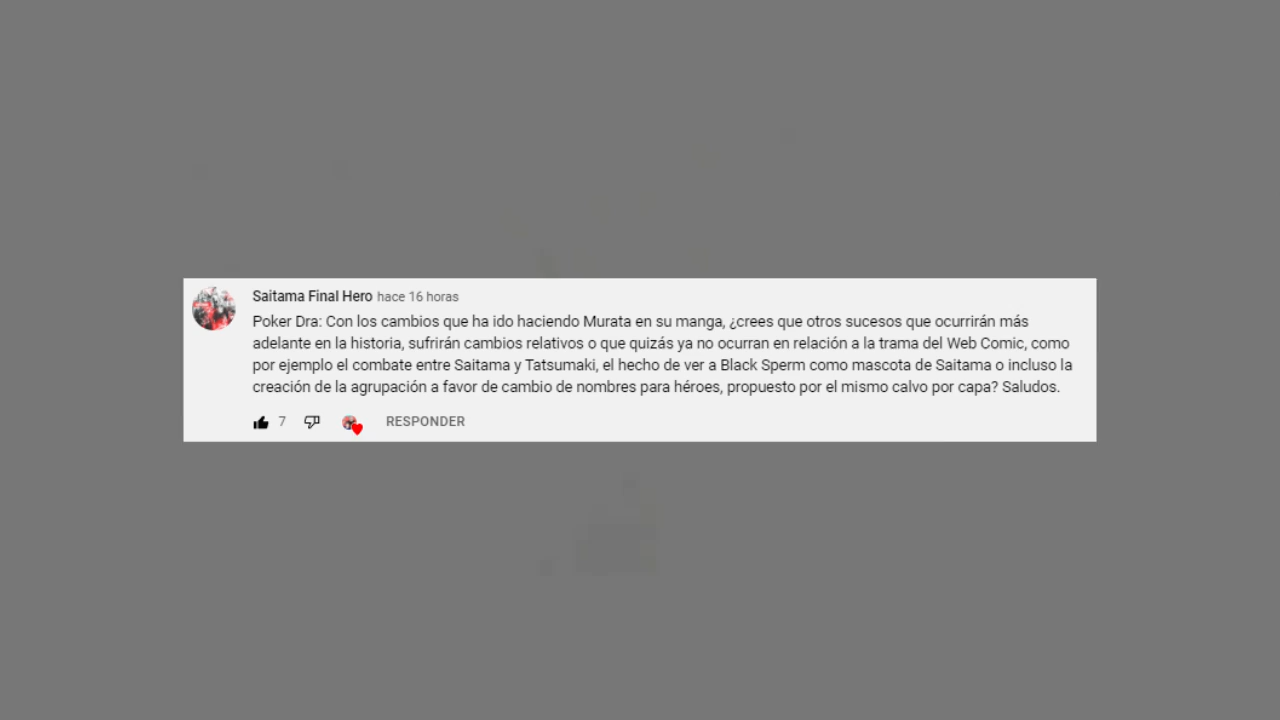 Saitama Final Hero hace 16 horas
Poker Dra: Con los cambios que ha ido haciendo Murata en su manga, ¿crees que otros sucesos que ocurrirán más
adelante en la historia, sufrirán cambios relativos o que quizás ya no ocurran en relación a la trama del Web Comic, como
por ejemplo el combate entre Saitama y Tatsumaki, el hecho de ver a Black Sperm como mascota de Saitama o incluso la
creación de la agrupación a favor de cambio de nombres para héroes, propuesto por el mismo calvo por capa? Saludos.
7 RESPONDER